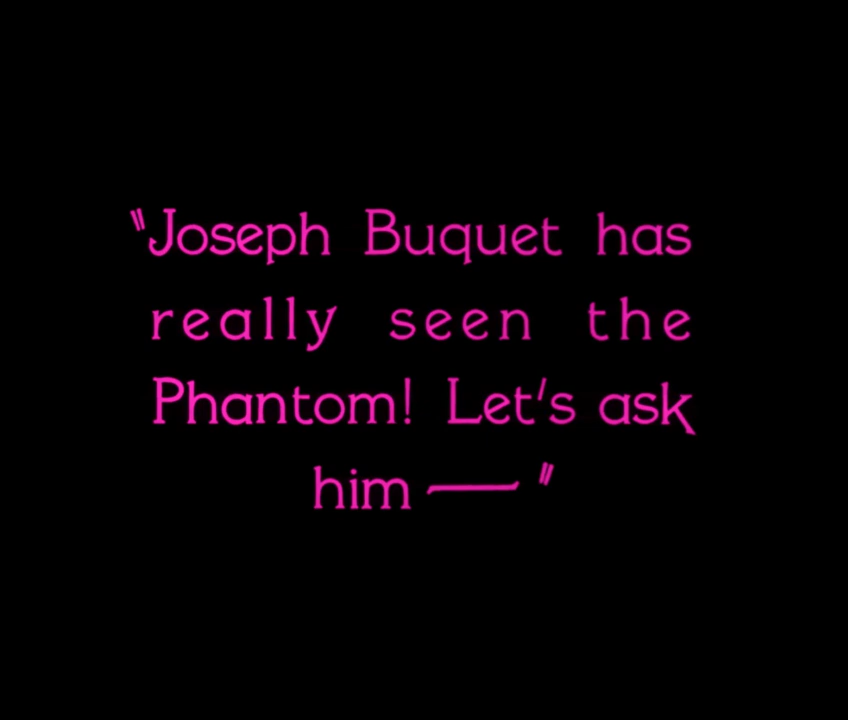 "Joseph Buquet has
really seen the
Phantom! Let's ask
him — "